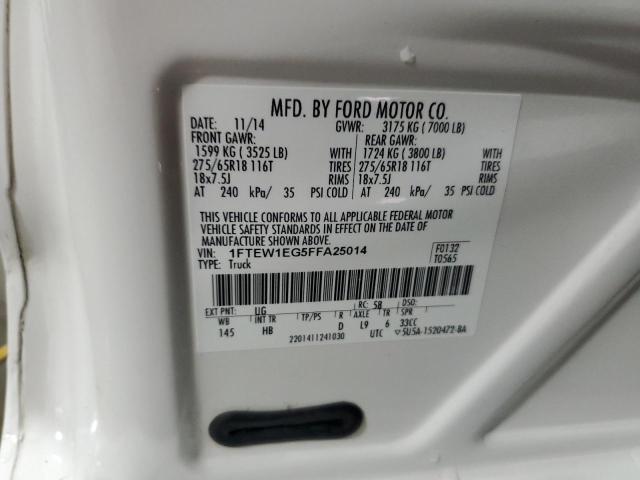 MFD. BY FORD MOTOR CO.
DATE: 11/14 GVWR: 3175 KG ( 7000 LB)
FRONT GAWR: REAR GAWR:
1599 KG ( 3525 LB) WITH 1724 KG ( 3800 LB) WITH
275/65R18 116T TIRES 275/65R18 116T TIRES
18x7.5J RIMS 18x7.5J RIMS
AT 240 kPa/ 35 PSI COLD AT 240 kPa/ 35 PSI COLD
THIS VEHICLE CONFORMS TO ALL APPLICABLE FEDERAL MOTOR
VEHICLE SAFETY STANDARDS IN EFFECT ON THE DATE OF
MANUFACTURE SHOWN ABOVE.
VIN: 1FTEW1EG5FFA25014 F0132
TYPE: Truck T0565
EXT PNT: UG RC: 58 DSO:
WB INT TR TP/PS R AXLE TR SPR
145 HB D L9 6 33CC
2201411241030 UTC ▽5U5A-1520472-BA